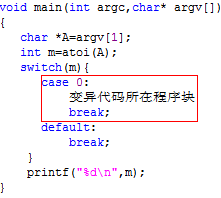 void main(int argc,char* argv[])
{
char *A=argv[1];
int m=atoi(A);
switch(m){
case 0:
变异代码所在程序块
break;
default:
break;
}
printf("%d\n",m);
}